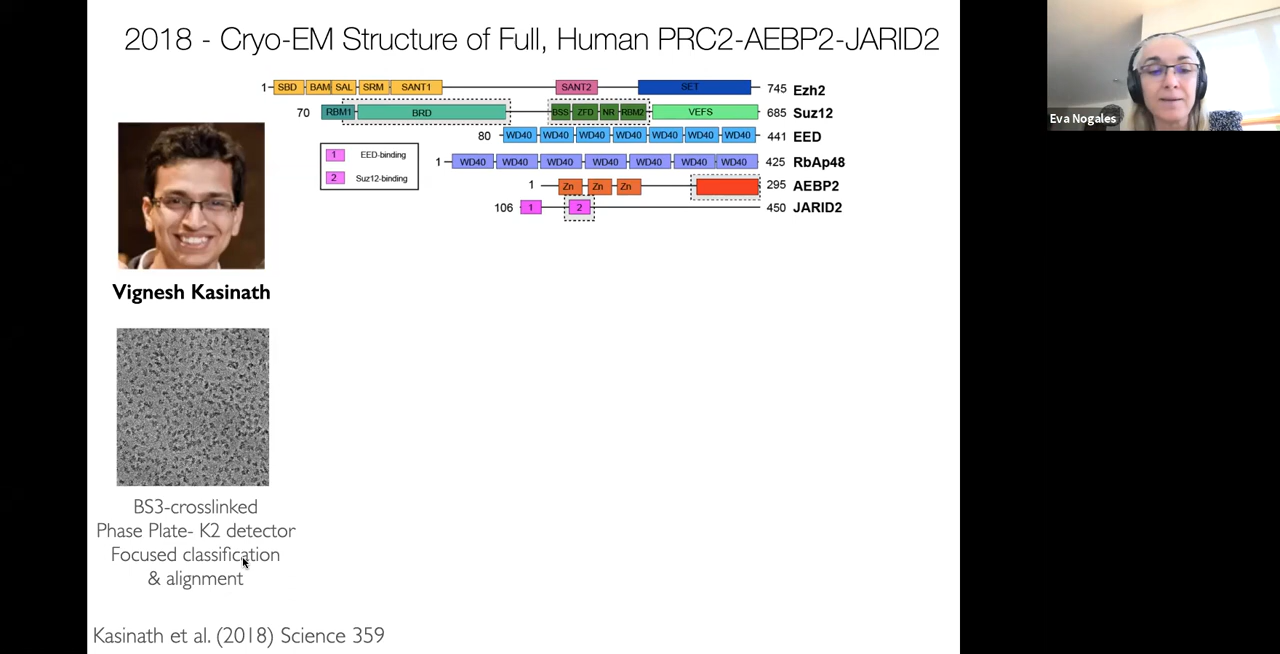 2018 - Cryo-EM Structure of Full, Human PRC2-AEBP2-JARID2
1 SBD BAM SAL SRM SANT1 SANT2 SET 745 Ezh2
70 RBM1 BRD BSS ZFD NR RBM2 VEFS 685 Suz12
80 WD40 WD40 WD40 WD40 WD40 WD40 WD40 441 EED
1 WD40 WD40 WD40 WD40 WD40 WD40 WD40 425 RbAp48
1 Zn Zn Zn 295 AEBP2
106 1 2 450 JARID2
1 EED-binding
2 Suz12-binding
Vignesh Kasinath
BS3-crosslinked
Phase Plate- K2 detector
Focused classification
& alignment
Kasinath et al. (2018) Science 359
Eva Nogales